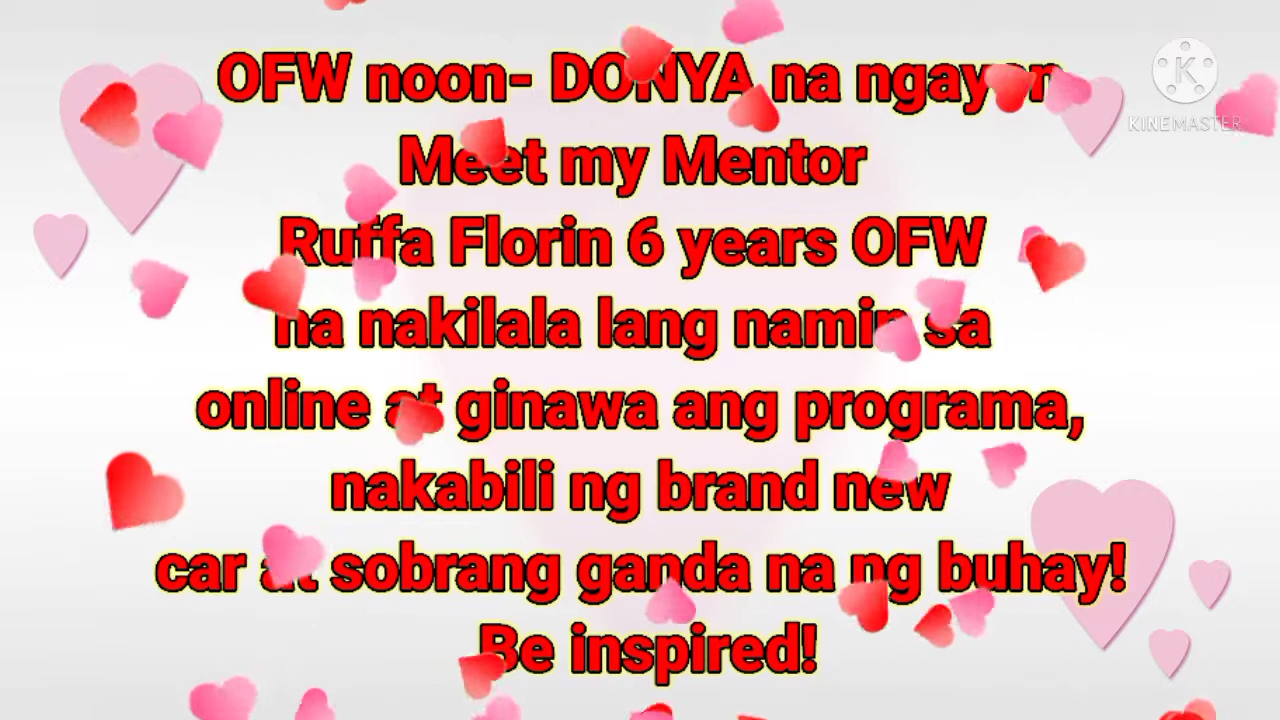 OFW noon- DONYA na ngayon
Meet my Mentor
Ruffa Florin 6 years OFW
na nakilala lang namin sa
online at ginawa ang programa,
nakabili ng brand new
car at sobrang ganda na ng buhay!
Be inspired!
K
KINEMASTER